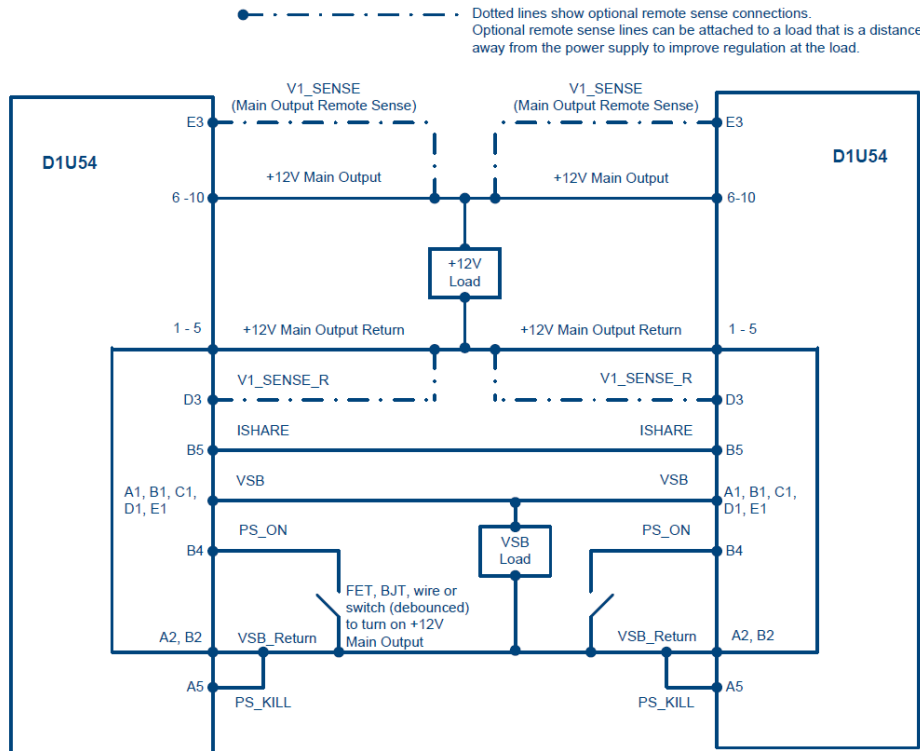 Dotted lines show optional remote sense connections.
Optional remote sense lines can be attached to a load that is a distance
away from the power supply to improve regulation at the load.
V1_SENSE
(Main Output Remote Sense)
V1_SENSE
(Main Output Remote Sense)
E3
E3
D1U54
D1U54
+12V Main Output
+12V Main Output
6 -10
6-10
+12V
Load
1 - 5
+12V Main Output Return
+12V Main Output Return
1 - 5
V1_SENSE_R
V1_SENSE_R
D3
D3
ISHARE
ISHARE
B5
B5
VSB
VSB
A1, B1, C1,
D1, E1
A1, B1, C1,
D1, E1
PS_ON
PS_ON
VSB
Load
B4
B4
FET, BJT, wire or
switch (debounced)
to turn on +12V
Main Output
A2, B2
VSB_Return
VSB_Return
A2, B2
A5
A5
PS_KILL
PS_KILL